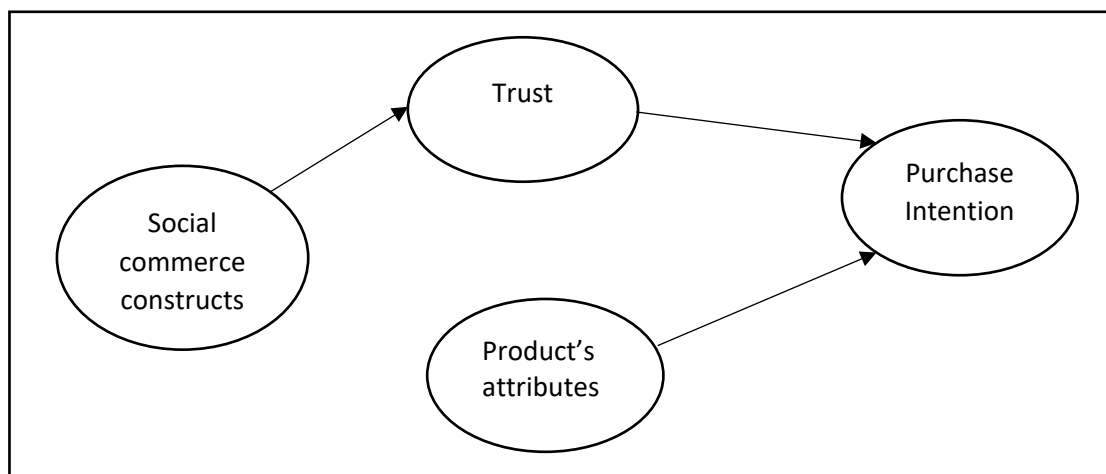 Trust
Purchase
Intention
Social
commerce
constructs
Product’s
attributes